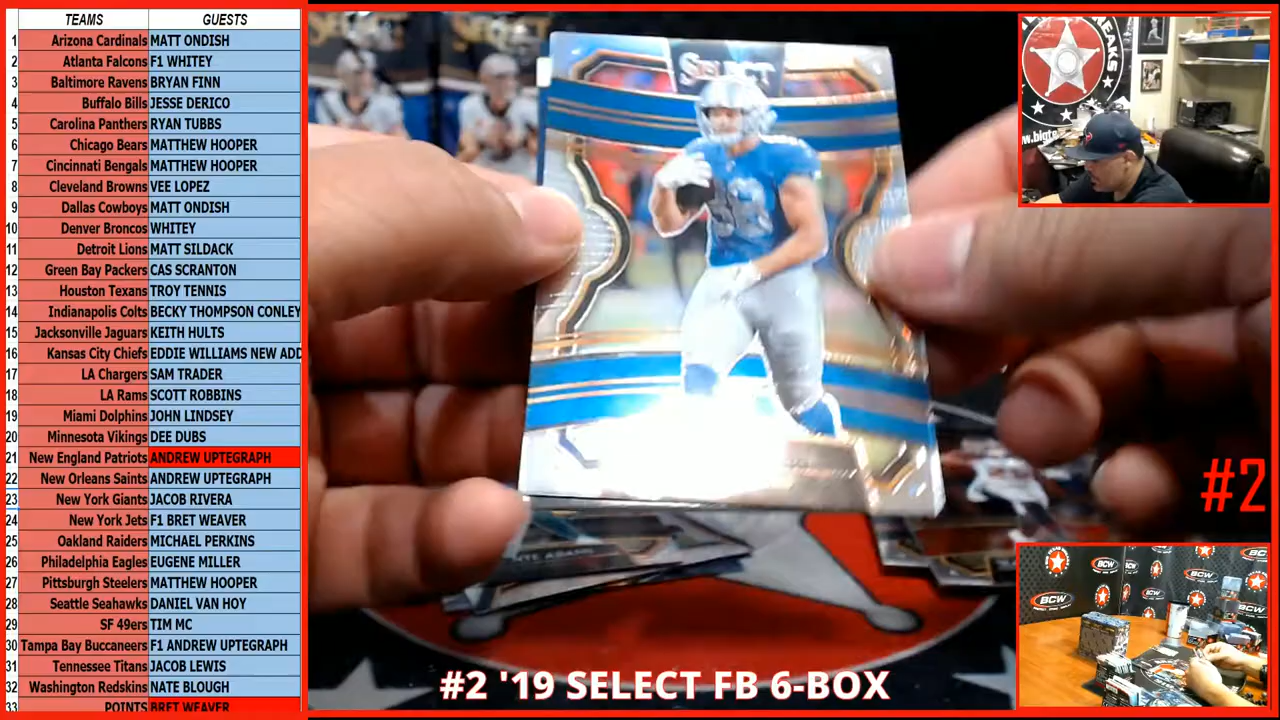 TEAMS GUESTS
1 Arizona Cardinals MATT ONDISH
2 Atlanta Falcons F1 WHITEY
3 Baltimore Ravens BRYAN FINN
4 Buffalo Bills JESSE DERICO
5 Carolina Panthers RYAN TUBBS
6 Chicago Bears MATTHEW HOOPER
7 Cincinnati Bengals MATTHEW HOOPER
8 Cleveland Browns VEE LOPEZ
9 Dallas Cowboys MATT ONDISH
10 Denver Broncos WHITEY
11 Detroit Lions MATT SILDACK
12 Green Bay Packers CAS SCRANTON
13 Houston Texans TROY TENNIS
14 Indianapolis Colts BECKY THOMPSON CONLEY
15 Jacksonville Jaguars KEITH HULTS
16 Kansas City Chiefs EDDIE WILLIAMS NEW ADD
17 LA Chargers SAM TRADER
18 LA Rams SCOTT ROBBINS
19 Miami Dolphins JOHN LINDSEY
20 Minnesota Vikings DEE DUBS
21 New England Patriots ANDREW UPTEGRAPH
22 New Orleans Saints ANDREW UPTEGRAPH
23 New York Giants JACOB RIVERA
24 New York Jets F1 BRET WEAVER
25 Oakland Raiders MICHAEL PERKINS
26 Philadelphia Eagles EUGENE MILLER
27 Pittsburgh Steelers MATTHEW HOOPER
28 Seattle Seahawks DANIEL VAN HOY
29 SF 49ers TIM MC
30 Tampa Bay Buccaneers F1 ANDREW UPTEGRAPH
31 Tennessee Titans JACOB LEWIS
32 Washington Redskins NATE BLOUGH
33 POINTS BRET WEAVER
SELECT
#2
BCW
BCW
BCW
#2 '19 SELECT FB 6-BOX